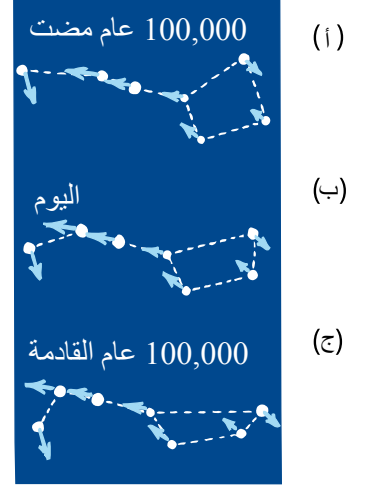 100,000 عام مضت
(أ)
اليوم
(ب)
100,000 عام القادمة
(ج)